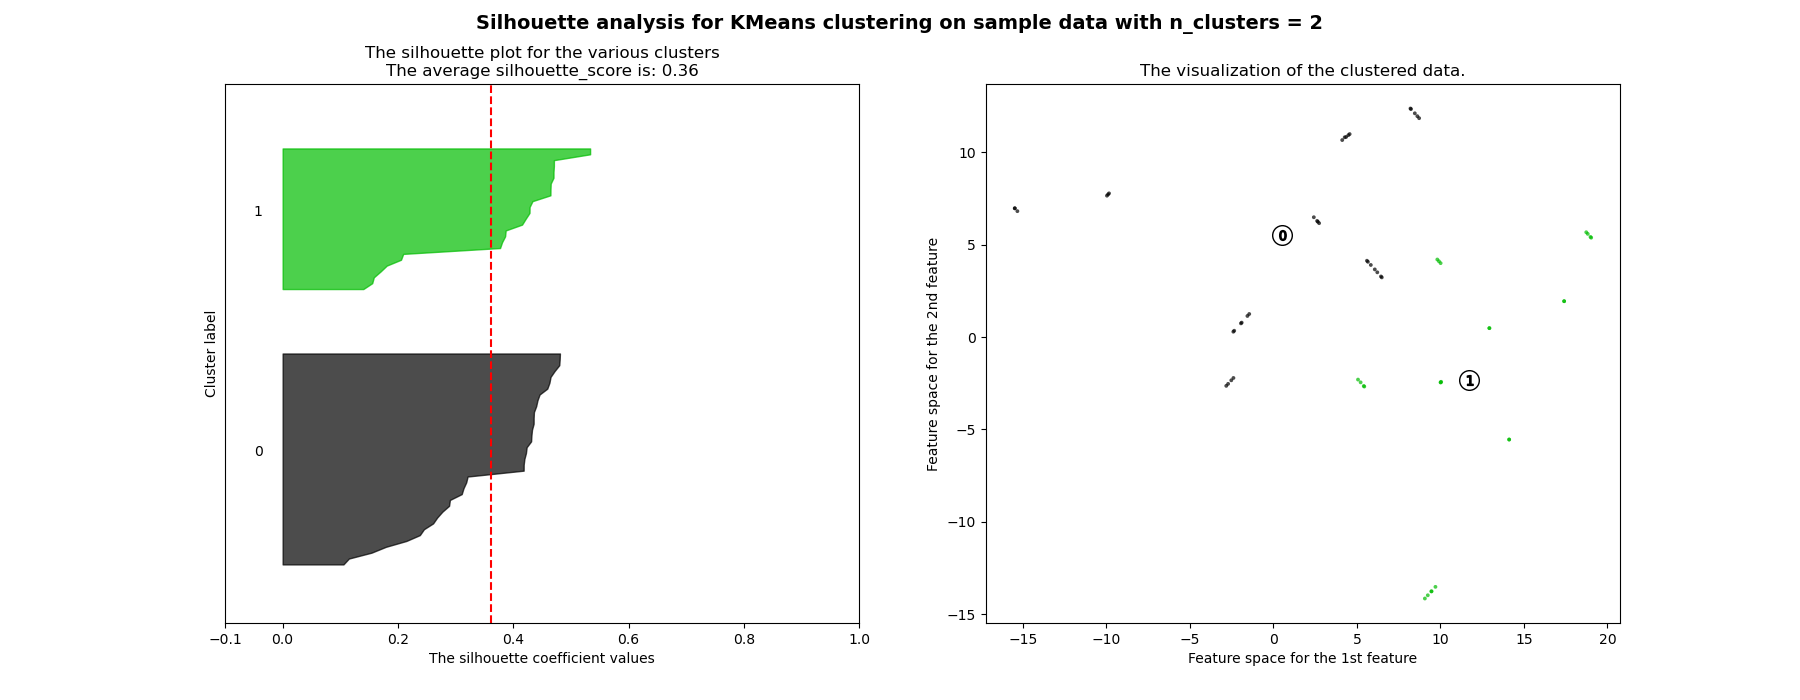 Silhouette analysis for KMeans clustering on sample data with n_clusters = 2
The silhouette plot for the various clusters
The average silhouette_score is: 0.36
1
0
Cluster label
−0.1 0.0 0.2 0.4 0.6 0.8 1.0
The silhouette coefficient values
The visualization of the clustered data.
10
5
0
−5
−10
−15
Feature space for the 2nd feature
0
1
−15 −10 −5 0 5 10 15 20
Feature space for the 1st feature